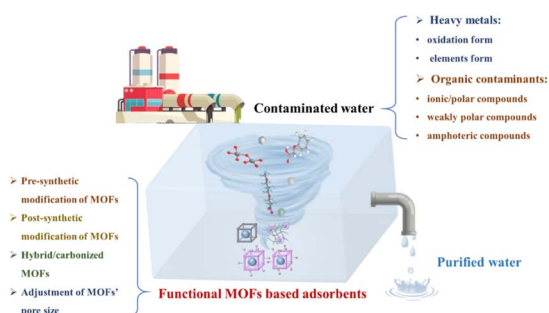 ➢ Heavy metals:
• oxidation form
• elements form
➢ Organic contaminants:
• ionic/polar compounds
• weakly polar compounds
• amphoteric compounds
Contaminated water
➢ Pre-synthetic
modification of MOFs
➢ Post-synthetic
modification of MOFs
➢ Hybrid/carbonized
MOFs
➢ Adjustment of MOFs'
pore size
Functional MOFs based adsorbents
Purified water